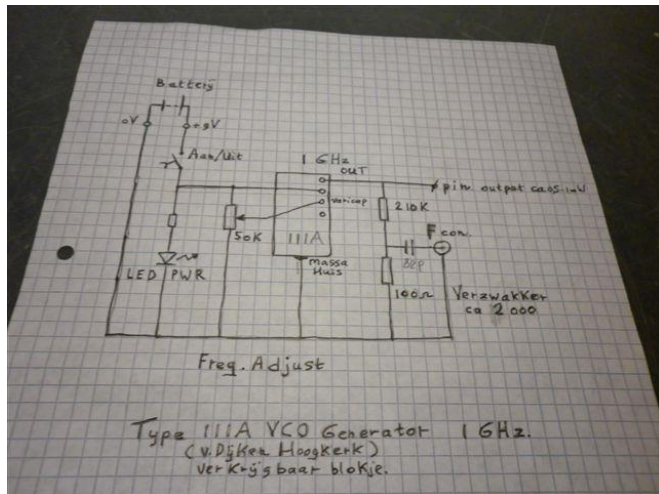 Battery
0V
+9V
Aan/Uit
1 GHz
OUT
pin. output ca. 0,5-1mW
varicap
210K
F con.
50K
111A
82p
massa
Huis
LED PWR
100Ω
Verzwakker
ca 2000
Freq. Adjust
Type 111A VCO Generator 1 GHz.
(v. Dijken Hoogkerk)
verkrijgbaar blokje.